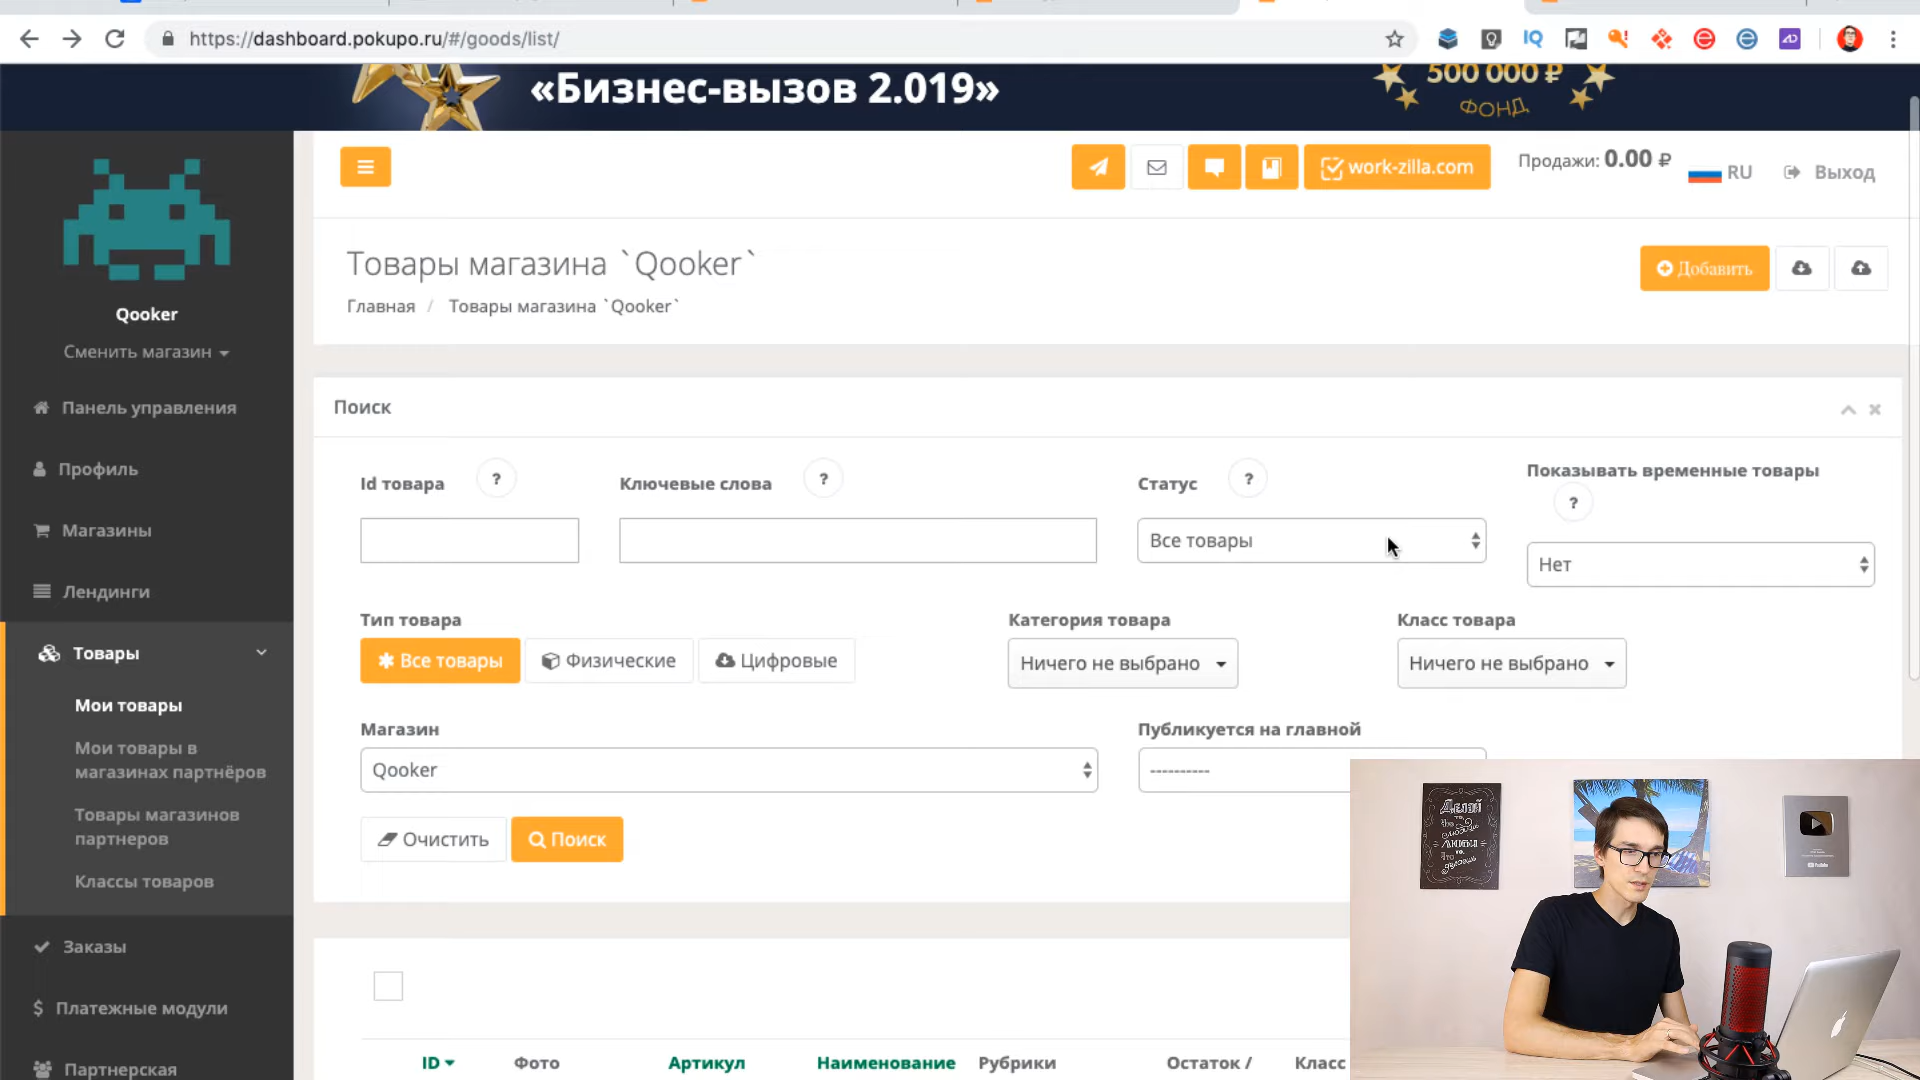 https://dashboard.pokupo.ru/#/goods/list/
IQ
«Бизнес-вызов 2.019»
500 000 ₽
ФОНД
work-zilla.com
Продажи: 0.00 ₽
RU
Выход
Qooker
Сменить магазин
Панель управления
Профиль
Магазины
Лендинги
Товары
Мои товары
Мои товары в
магазинах партнёров
Товары магазинов
партнеров
Классы товаров
Заказы
$ Платежные модули
Партнерская
Товары магазина `Qooker`
Главная / Товары магазина `Qooker`
Добавить
Поиск
Id товара ?
Ключевые слова ?
Статус ?
Все товары
Показывать временные товары
?
Нет
Тип товара
Все товары
Физические
Цифровые
Категория товара
Ничего не выбрано
Класс товара
Ничего не выбрано
Магазин
Qooker
Публикуется на главной
----------
Очистить
Поиск
ID
Фото
Артикул
Наименование
Рубрики
Остаток /
Класс
Делай